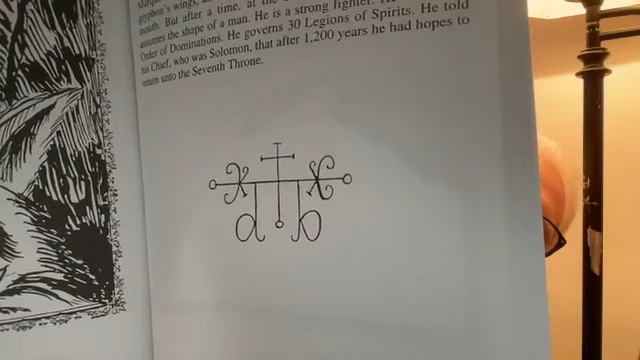 gryphon's wings,
mouth. But after a time, at the
assumes the shape of a man. He is a strong fighter.
Order of Dominations. He governs 30 Legions of Spirits. He told
his Chief, who was Solomon, that after 1,200 years he had hopes to
return unto the Seventh Throne.